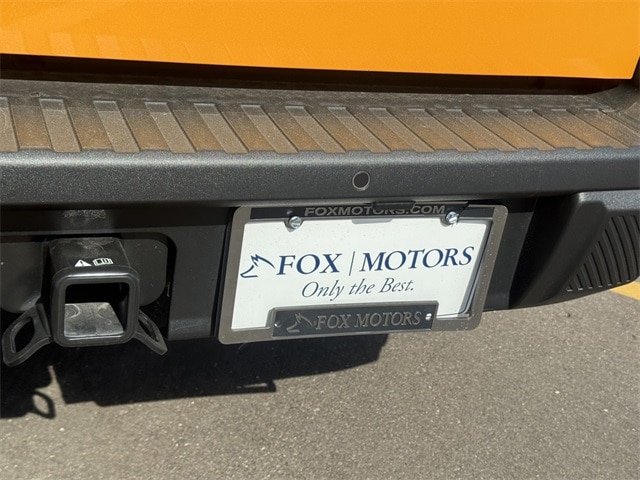 FOXMOTORS.COM
FOX | MOTORS
Only the Best.
FOX MOTORS